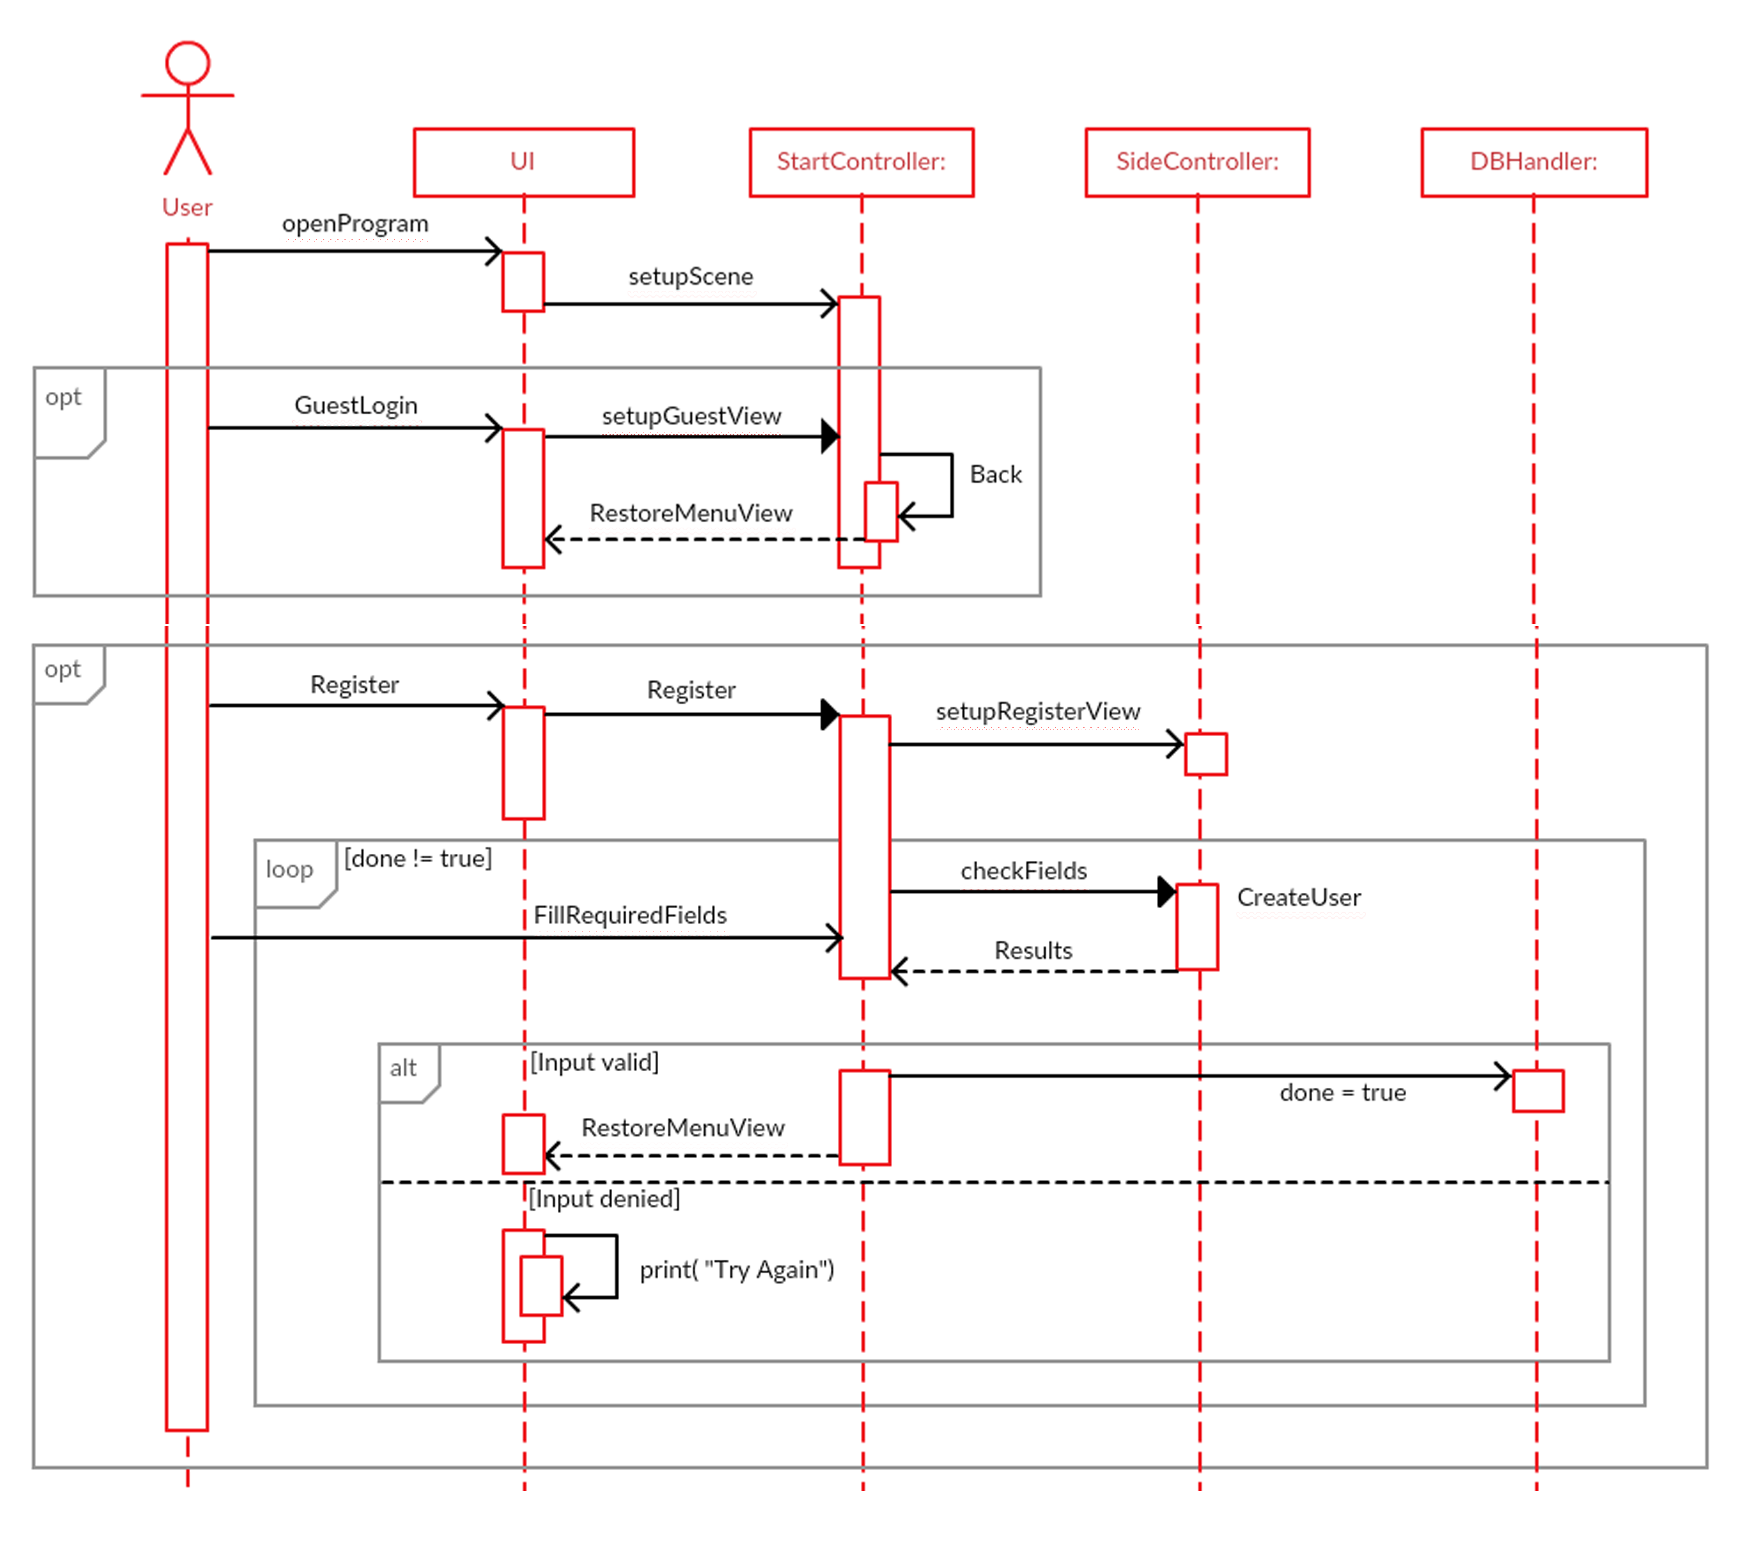 User
UI
StartController:
SideController:
DBHandler:
openProgram
setupScene
opt
GuestLogin
setupGuestView
Back
RestoreMenuView
opt
Register
Register
setupRegisterView
loop
[done != true]
checkFields
CreateUser
FillRequiredFields
Results
alt
[Input valid]
done = true
RestoreMenuView
[Input denied]
print( "Try Again")